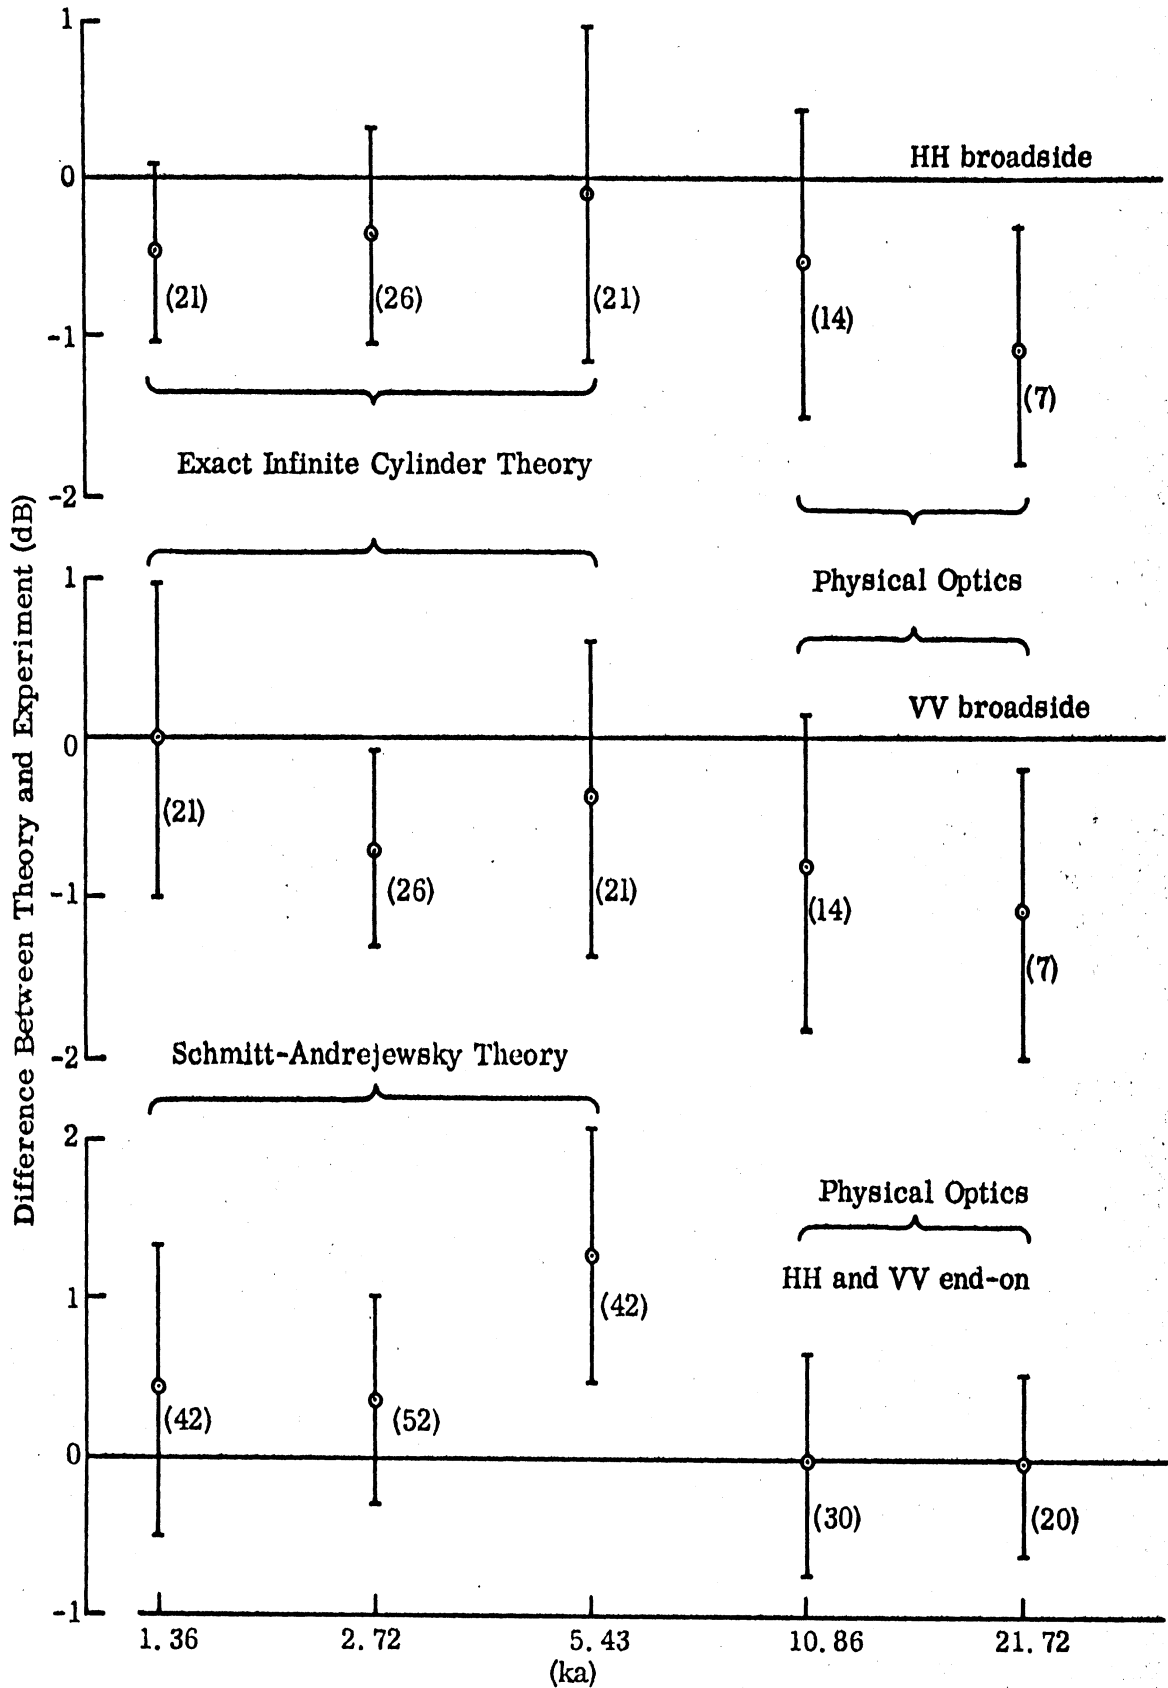 1
0
-1
-2
HH broadside
(21)
(26)
(21)
(14)
(7)
Exact Infinite Cylinder Theory
Physical Optics
1
0
-1
-2
VV broadside
(21)
(26)
(21)
(14)
(7)
Schmitt-Andrejewsky Theory
2
1
0
-1
Physical Optics
HH and VV end-on
(42)
(52)
(42)
(30)
(20)
1.36 2.72 5.43 10.86 21.72
(ka)
Difference Between Theory and Experiment (dB)